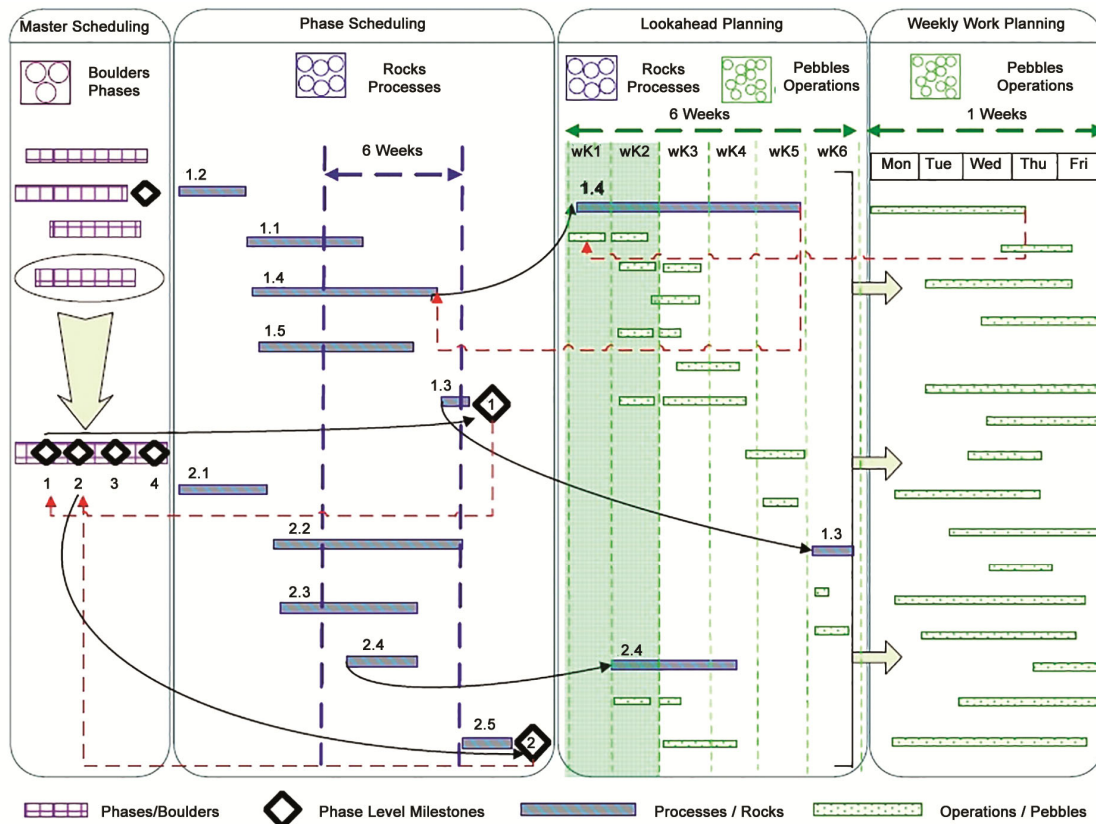 Master Scheduling
Phase Scheduling
Lookahead Planning
Weekly Work Planning
Boulders
Phases
Rocks
Processes
Rocks
Processes
Pebbles
Operations
Pebbles
Operations
6 Weeks
1 Weeks
6 Weeks
wK1 wK2 wK3 wK4 wK5 wK6
Mon Tue Wed Thu Fri
1.2
1.1
1.4
1.5
1.3
1
1 2 3 4
2.1
2.2
2.3
2.4
2.5
2
1.4
1.3
2.4
Phases/Boulders
Phase Level Milestones
Processes / Rocks
Operations / Pebbles